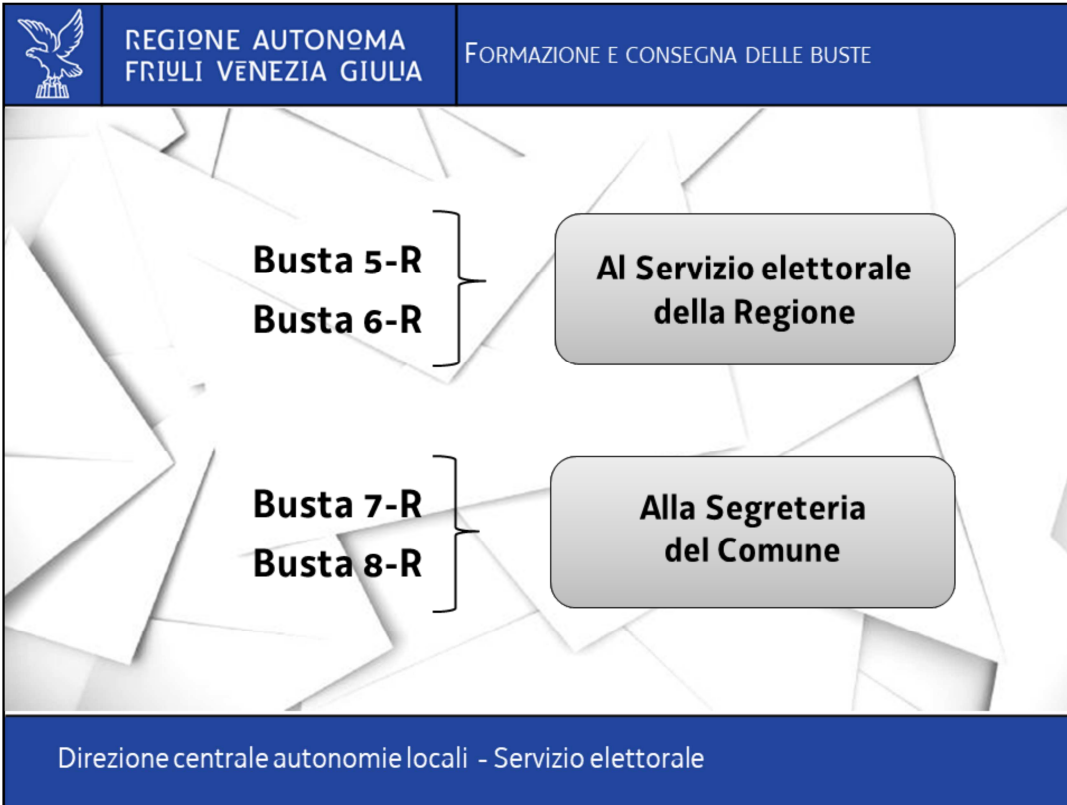 REGIONE AUTONOMA
FRIULI VENEZIA GIULIA
FORMAZIONE E CONSEGNA DELLE BUSTE
Busta 5-R
Busta 6-R
Al Servizio elettorale
della Regione
Busta 7-R
Busta 8-R
Alla Segreteria
del Comune
Direzione centrale autonomie locali - Servizio elettorale